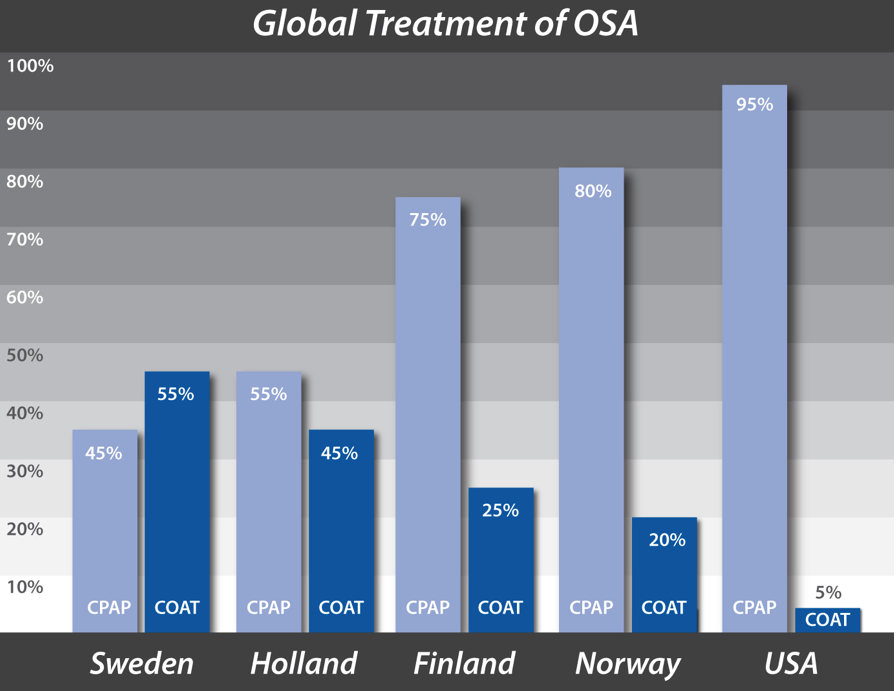 Global Treatment of OSA
100%
90%
80%
70%
60%
50%
40%
30%
20%
10%
45%
CPAP
55%
COAT
55%
CPAP
45%
COAT
75%
CPAP
25%
COAT
80%
CPAP
20%
COAT
95%
CPAP
5%
COAT
Sweden
Holland
Finland
Norway
USA